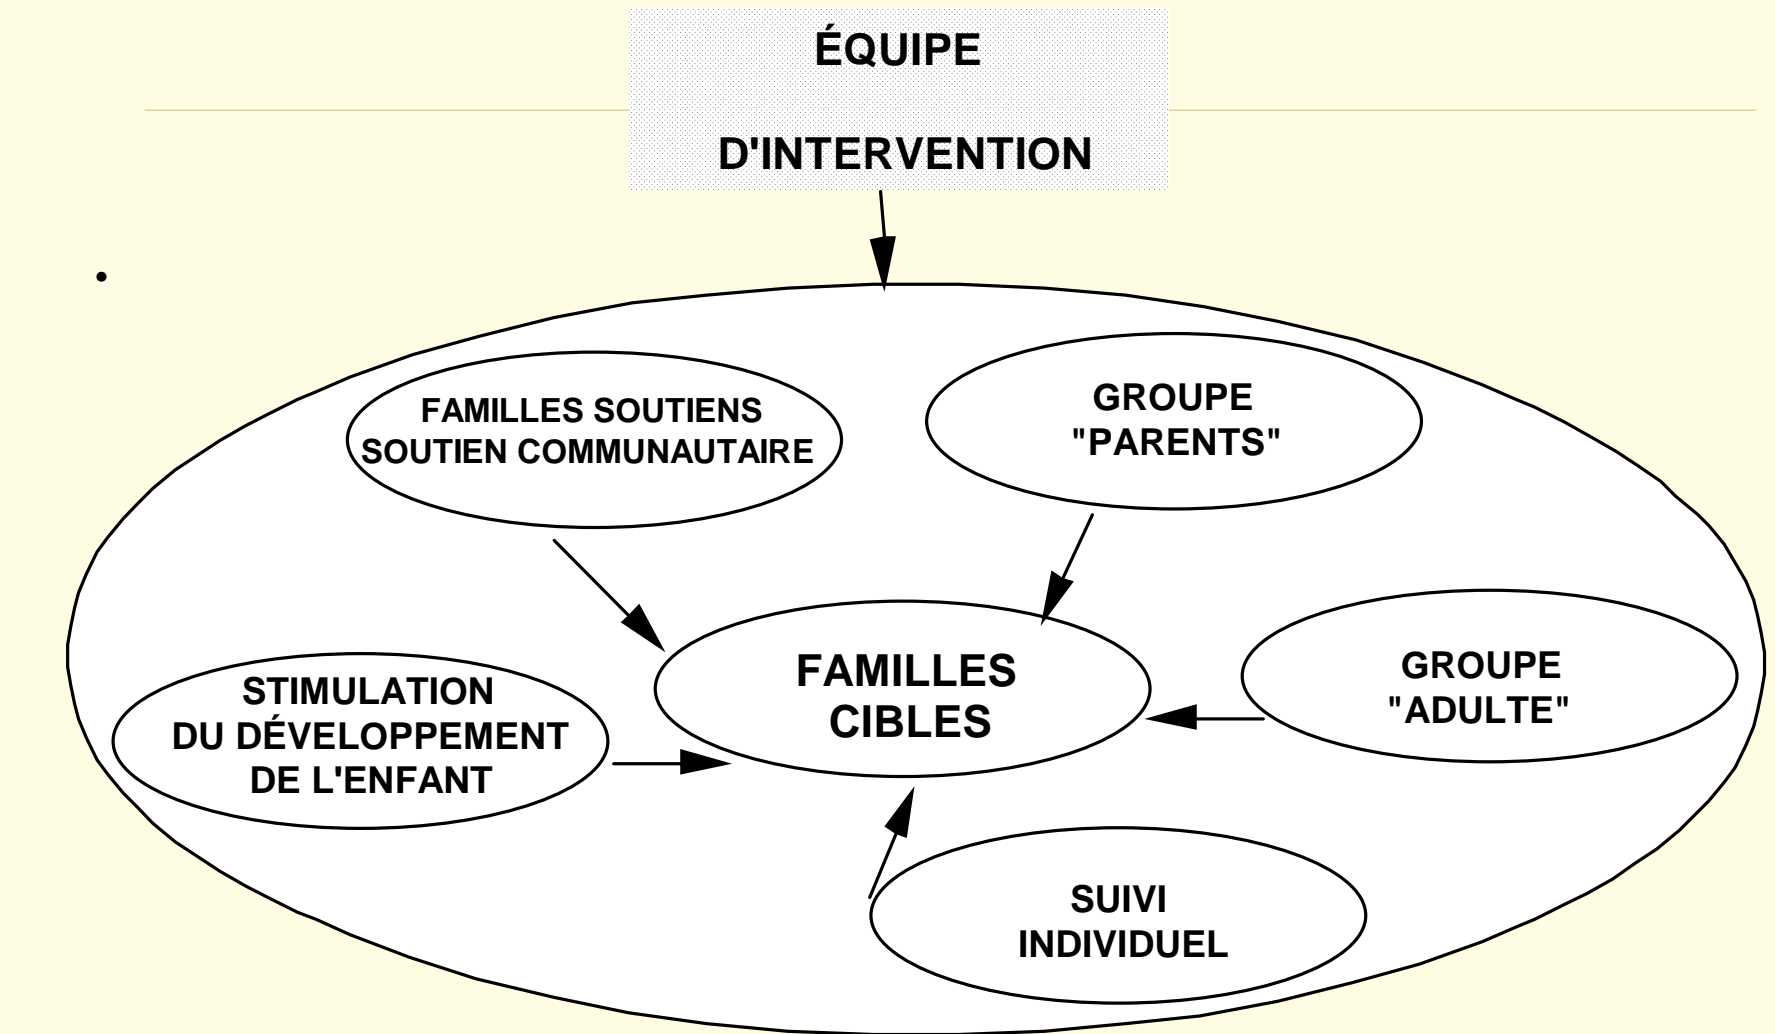 ÉQUIPE
D'INTERVENTION
•
FAMILLES SOUTIENS
SOUTIEN COMMUNAUTAIRE
GROUPE
"PARENTS"
FAMILLES
CIBLES
GROUPE
"ADULTE"
STIMULATION
DU DÉVELOPPEMENT
DE L'ENFANT
SUIVI
INDIVIDUEL